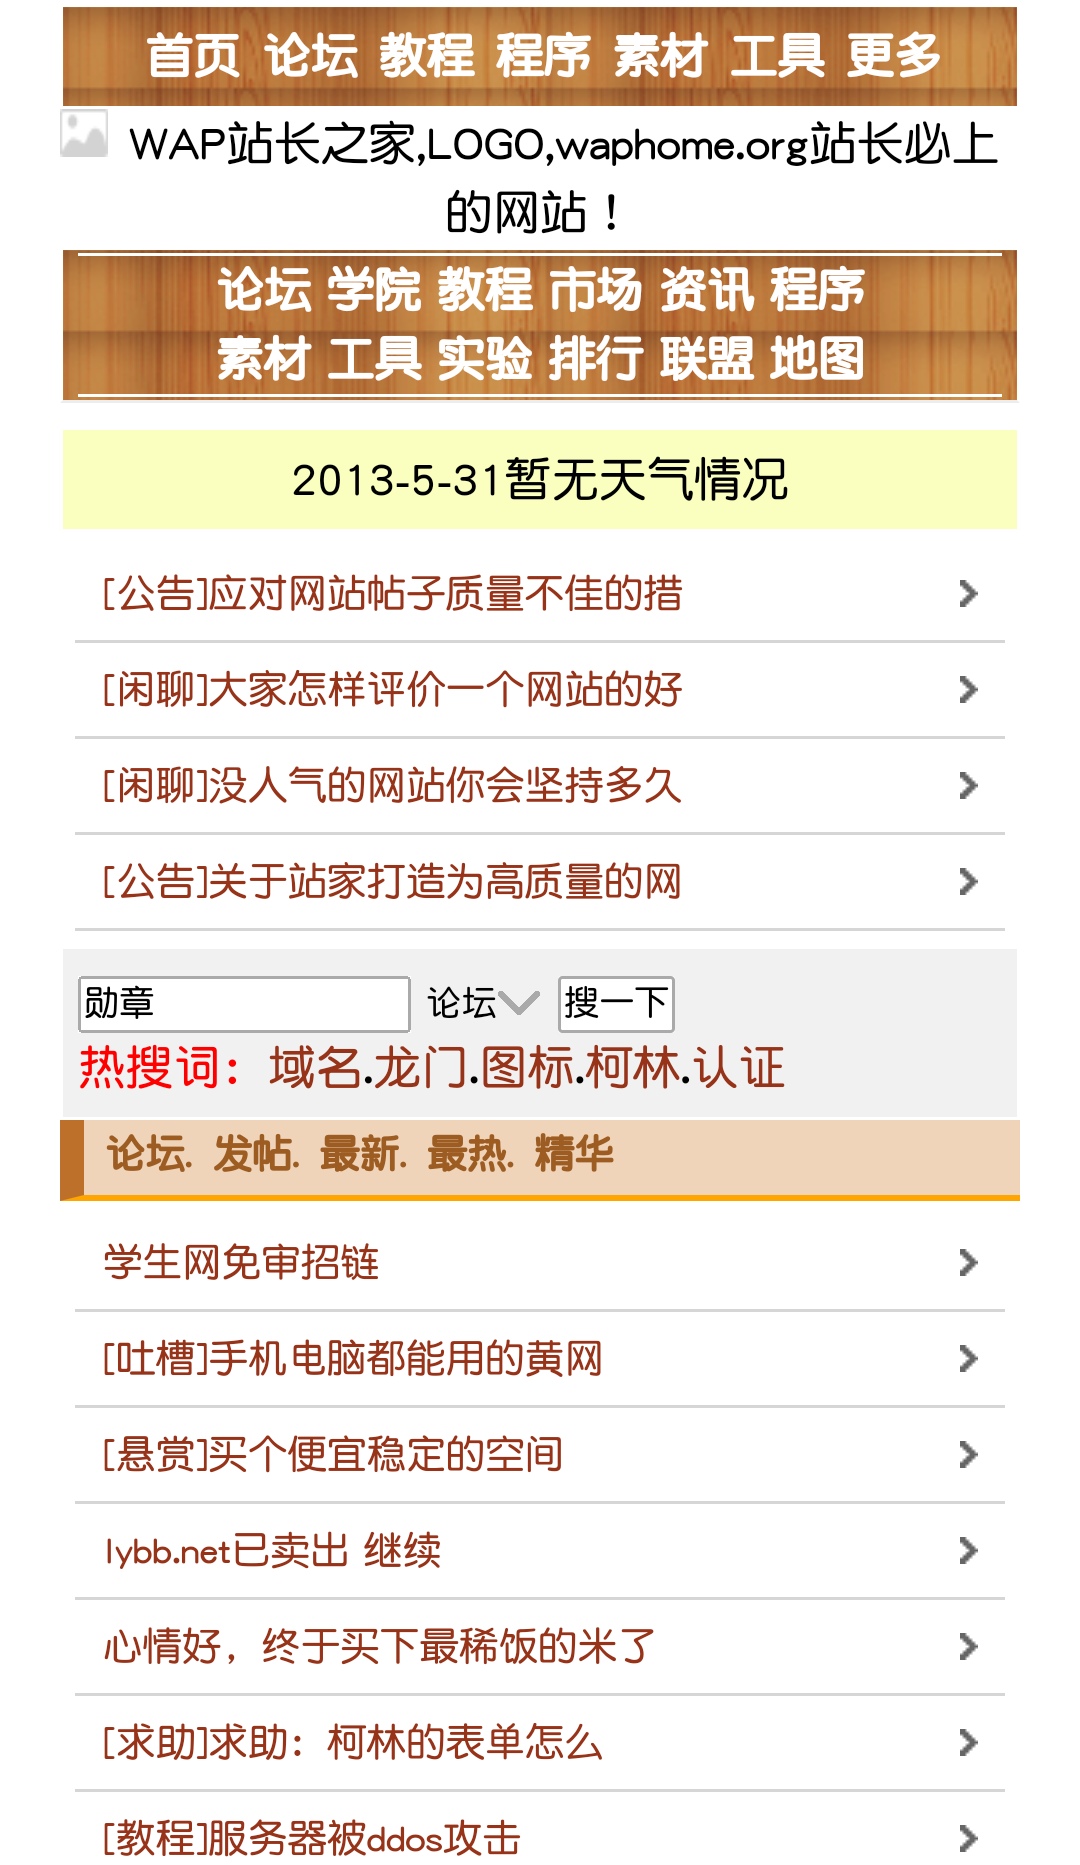 首页 论坛 教程 程序 素材 工具 更多
WAP站长之家,LOGO,waphome.org站长必上
的网站！
论坛 学院 教程 市场 资讯 程序
素材 工具 实验 排行 联盟 地图
2013-5-31暂无天气情况
[公告]应对网站帖子质量不佳的措
[闲聊]大家怎样评价一个网站的好
[闲聊]没人气的网站你会坚持多久
[公告]关于站家打造为高质量的网
勋章 论坛 搜一下
热搜词：域名.龙门.图标.柯林.认证
论坛. 发帖. 最新. 最热. 精华
学生网免审招链
[吐槽]手机电脑都能用的黄网
[悬赏]买个便宜稳定的空间
lybb.net已卖出 继续
心情好，终于买下最稀饭的米了
[求助]求助：柯林的表单怎么
[教程]服务器被ddos攻击